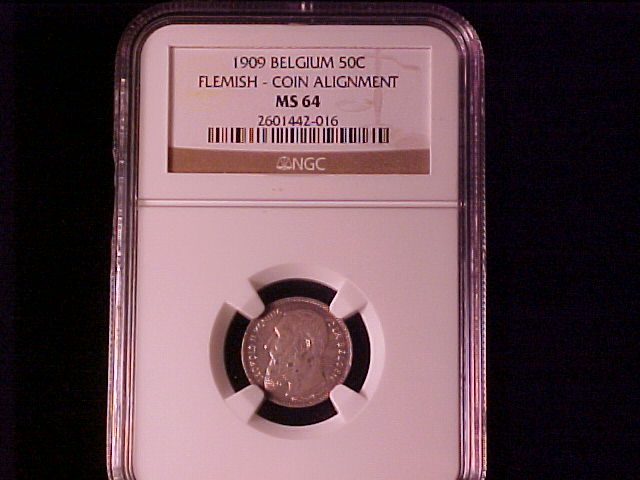 1909 BELGIUM 50C
FLEMISH - COIN ALIGNMENT
MS 64
2601442-016
NGC